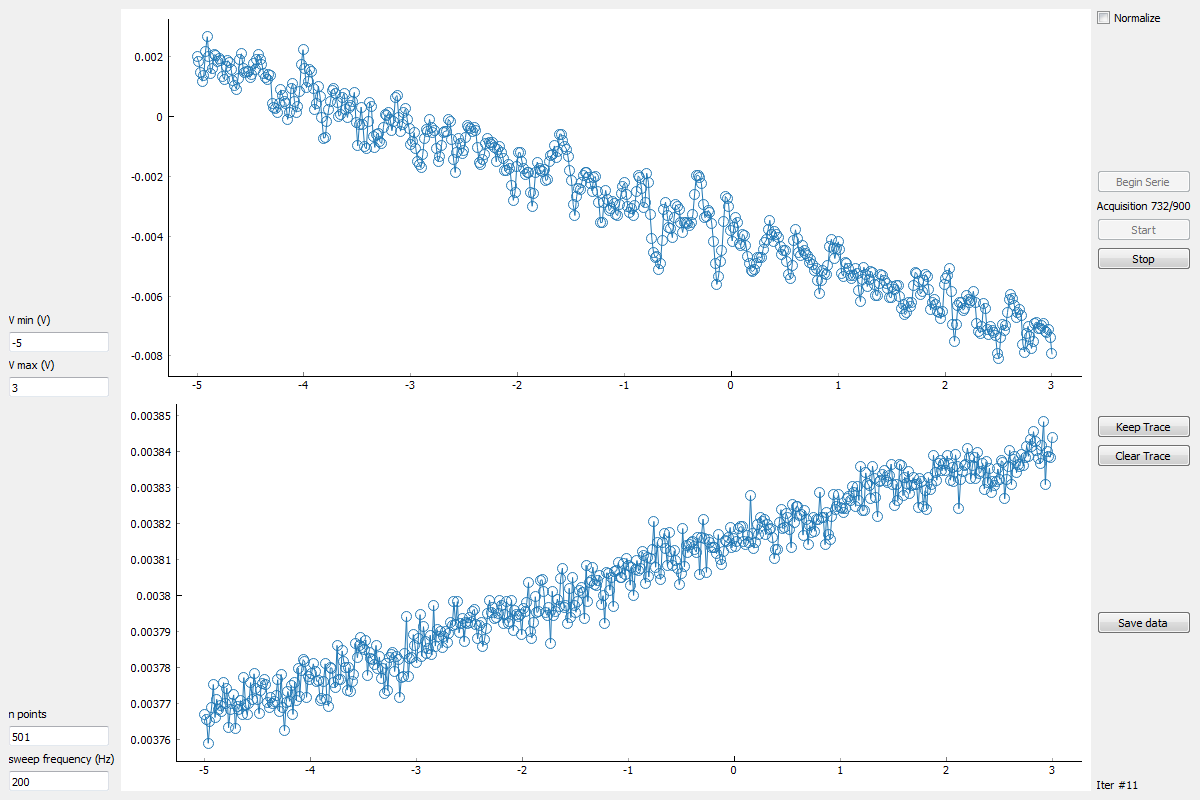 Normalize
0.002
0
-0.002
-0.004
-0.006
-0.008
-5 -4 -3 -2 -1 0 1 2 3
Begin Serie
Acquisition 732/900
Start
Stop
V min (V)
-5
V max (V)
3
0.00385
0.00384
0.00383
0.00382
0.00381
0.0038
0.00379
0.00378
0.00377
0.00376
-5 -4 -3 -2 -1 0 1 2 3
Keep Trace
Clear Trace
Save data
n points
501
sweep frequency (Hz)
200
Iter #11